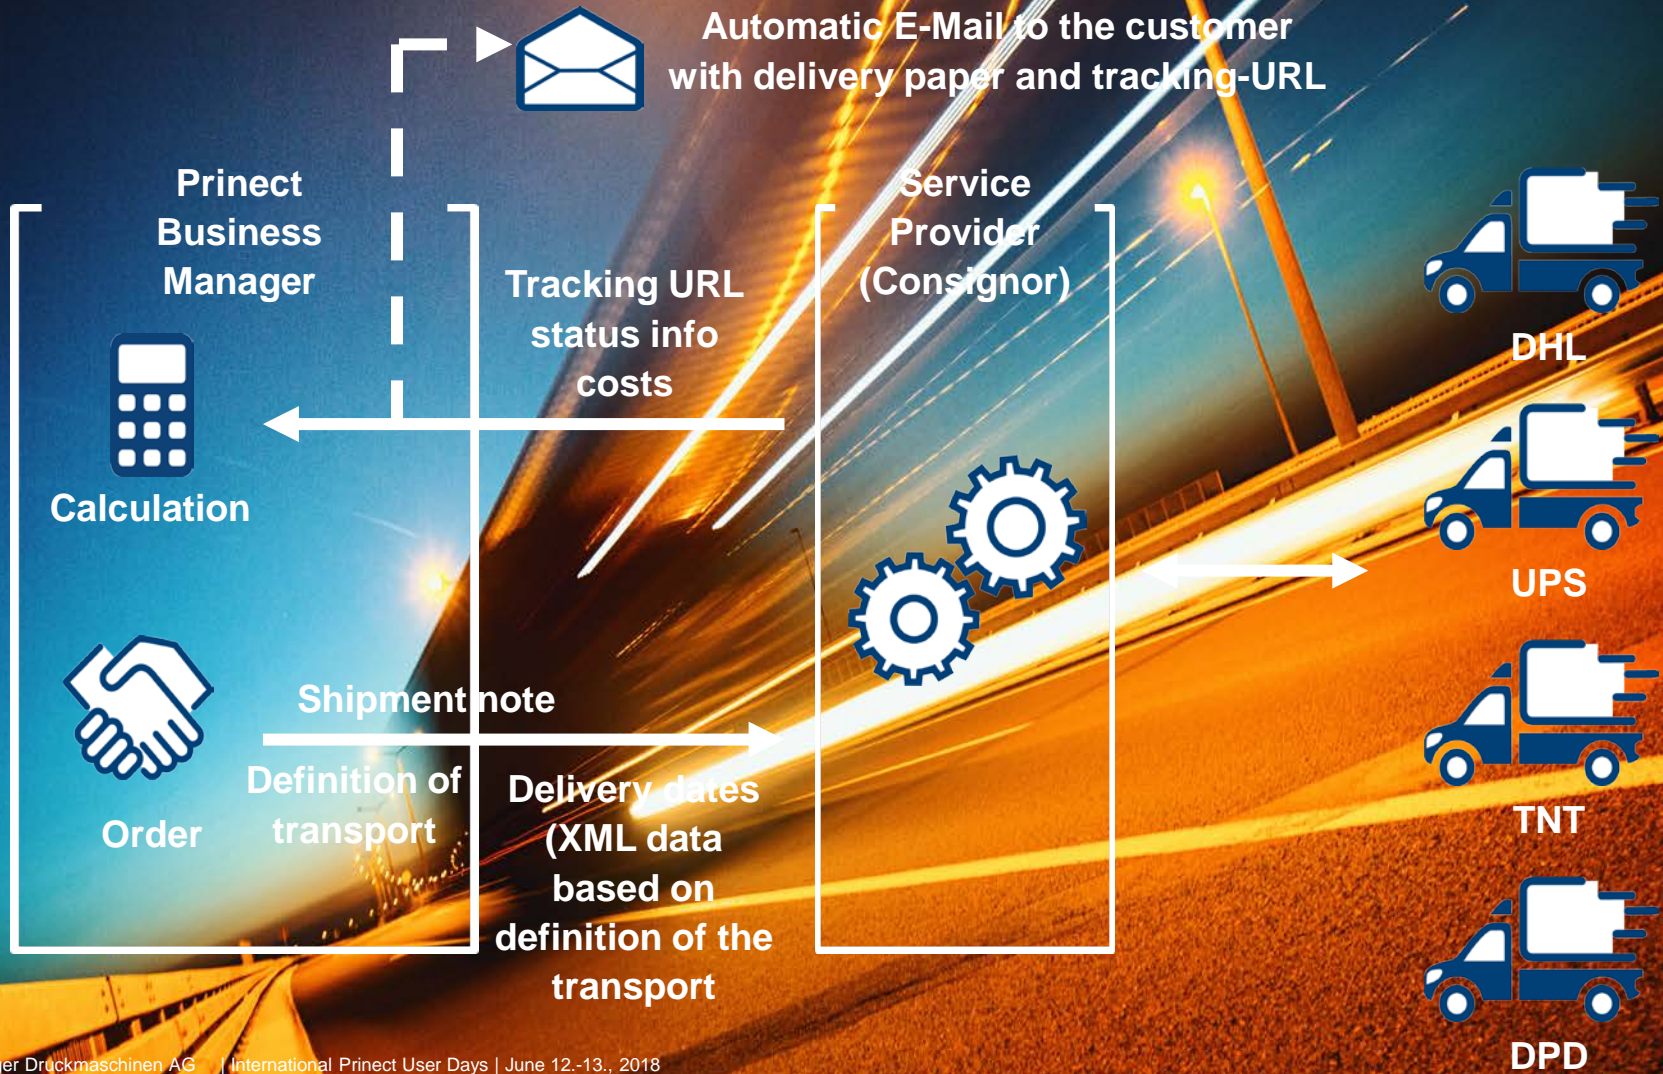 Automatic E-Mail to the customer
with delivery paper and tracking-URL
Prinect
Business
Manager
Service
Provider
(Consignor)
Tracking URL
status info
costs
DHL
Calculation
UPS
Shipment note
Definition of
transport
Order
Delivery dates
(XML data
based on
definition of the
transport
TNT
DPD
Druckmaschinen AG | International Prinect User Days | June 12.-13., 2018